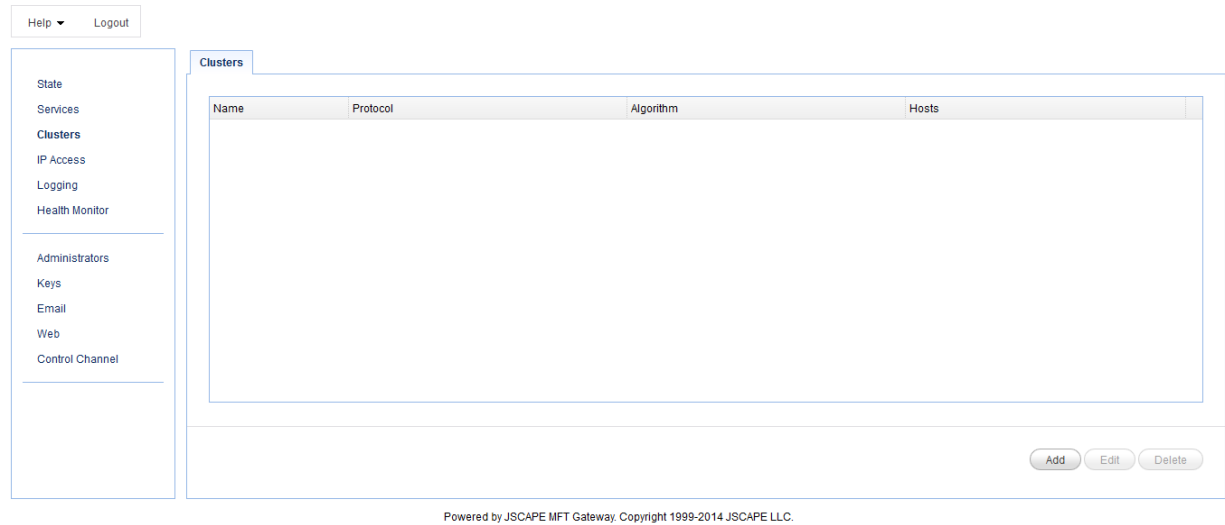 Help Logout
Clusters
State
Services
Clusters
IP Access
Logging
Health Monitor
Administrators
Keys
Email
Web
Control Channel
Name Protocol Algorithm Hosts
Add Edit Delete
Powered by JSCAPE MFT Gateway. Copyright 1999-2014 JSCAPE LLC.